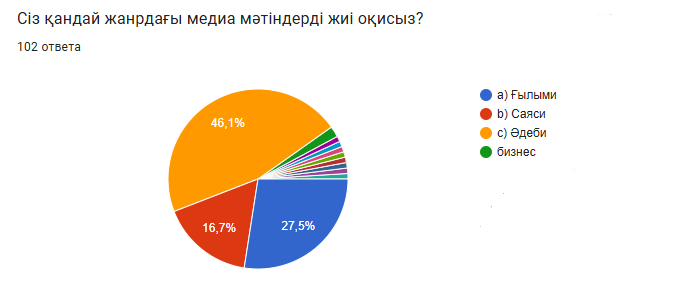 Сіз қандай жанрдағы медиа мәтіндерді жиі оқисыз?
102 ответа
46,1%
16,7%
27,5%
a) Ғылыми
b) Саяси
c) Әдеби
бизнес